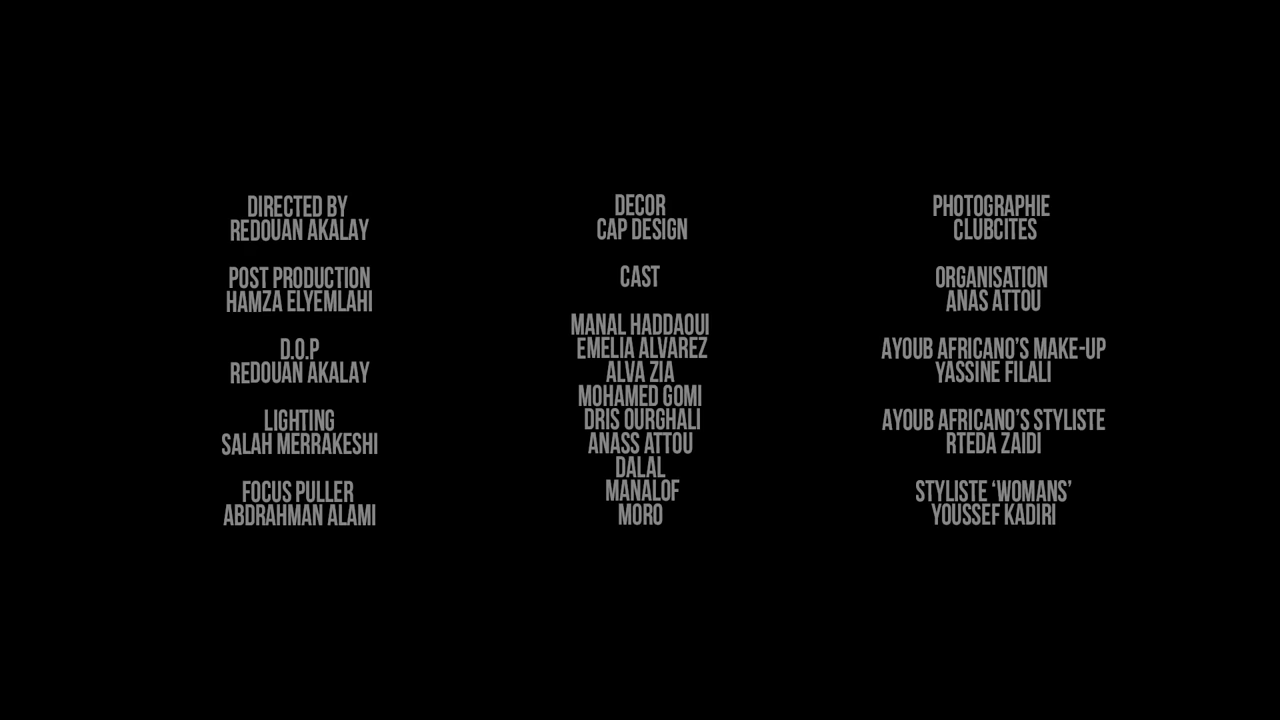 DIRECTED BY
REDOUAN AKALAY
POST PRODUCTION
HAMZA ELYEMLAHI
D.O.P
REDOUAN AKALAY
LIGHTING
SALAH MERRAKESHI
FOCUS PULLER
ABDRAHMAN ALAMI
DECOR
CAP DESIGN
CAST
MANAL HADDAOUI
EMELIA ALVAREZ
ALVA ZIA
MOHAMED GOMI
DRIS OURGHALI
ANASS ATTOU
DALAL
MANALOF
MORO
PHOTOGRAPHIE
CLUBCITES
ORGANISATION
ANAS ATTOU
AYOUB AFRICANO'S MAKE-UP
YASSINE FILALI
AYOUB AFRICANO'S STYLISTE
RTEDA ZAIDI
STYLISTE ‘WOMANS’
YOUSSEF KADIRI